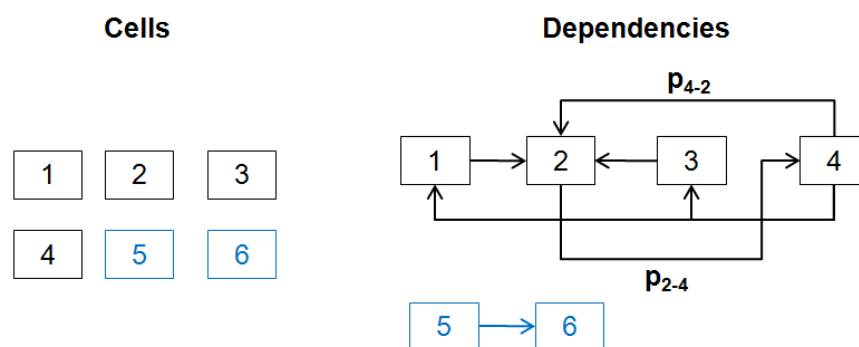 Cells
Dependencies
p4-2
1 2 3
1 2 3 4
4 5 6
p2-4
5 6